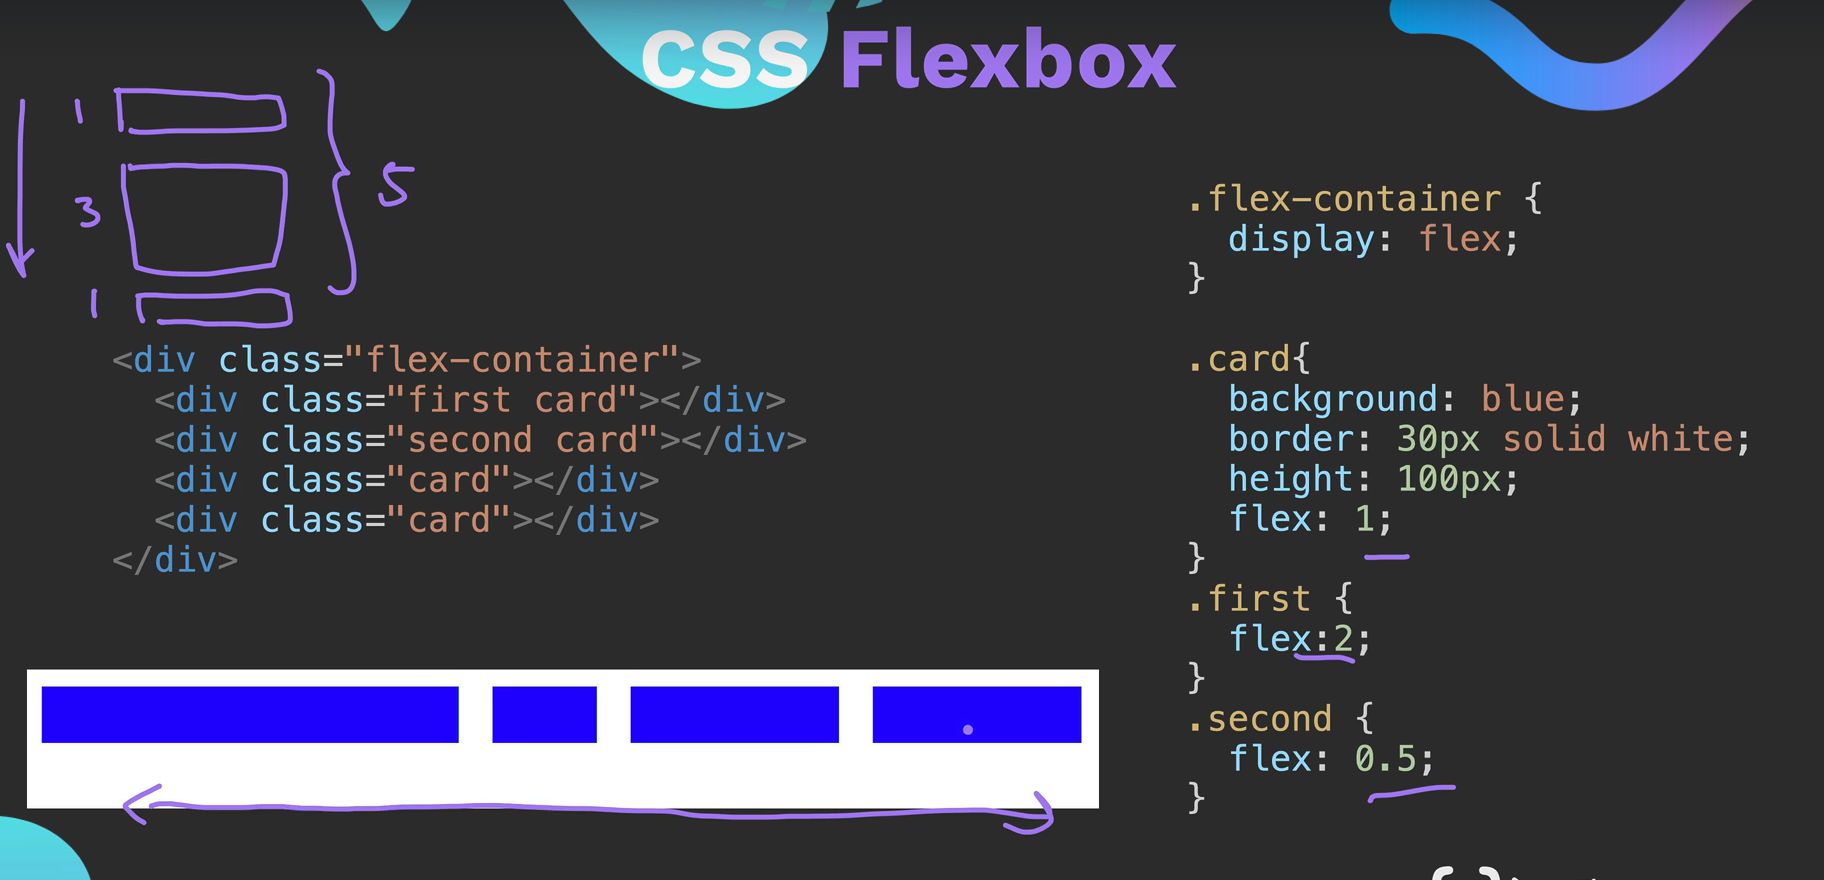 CSS Flexbox
1
3
1
5
<div class="flex-container">
<div class="first card"></div>
<div class="second card"></div>
<div class="card"></div>
<div class="card"></div>
</div>
.flex-container {
display: flex;
}
.card{
background: blue;
border: 30px solid white;
height: 100px;
flex: 1;
}
.first {
flex:2;
}
.second {
flex: 0.5;
}